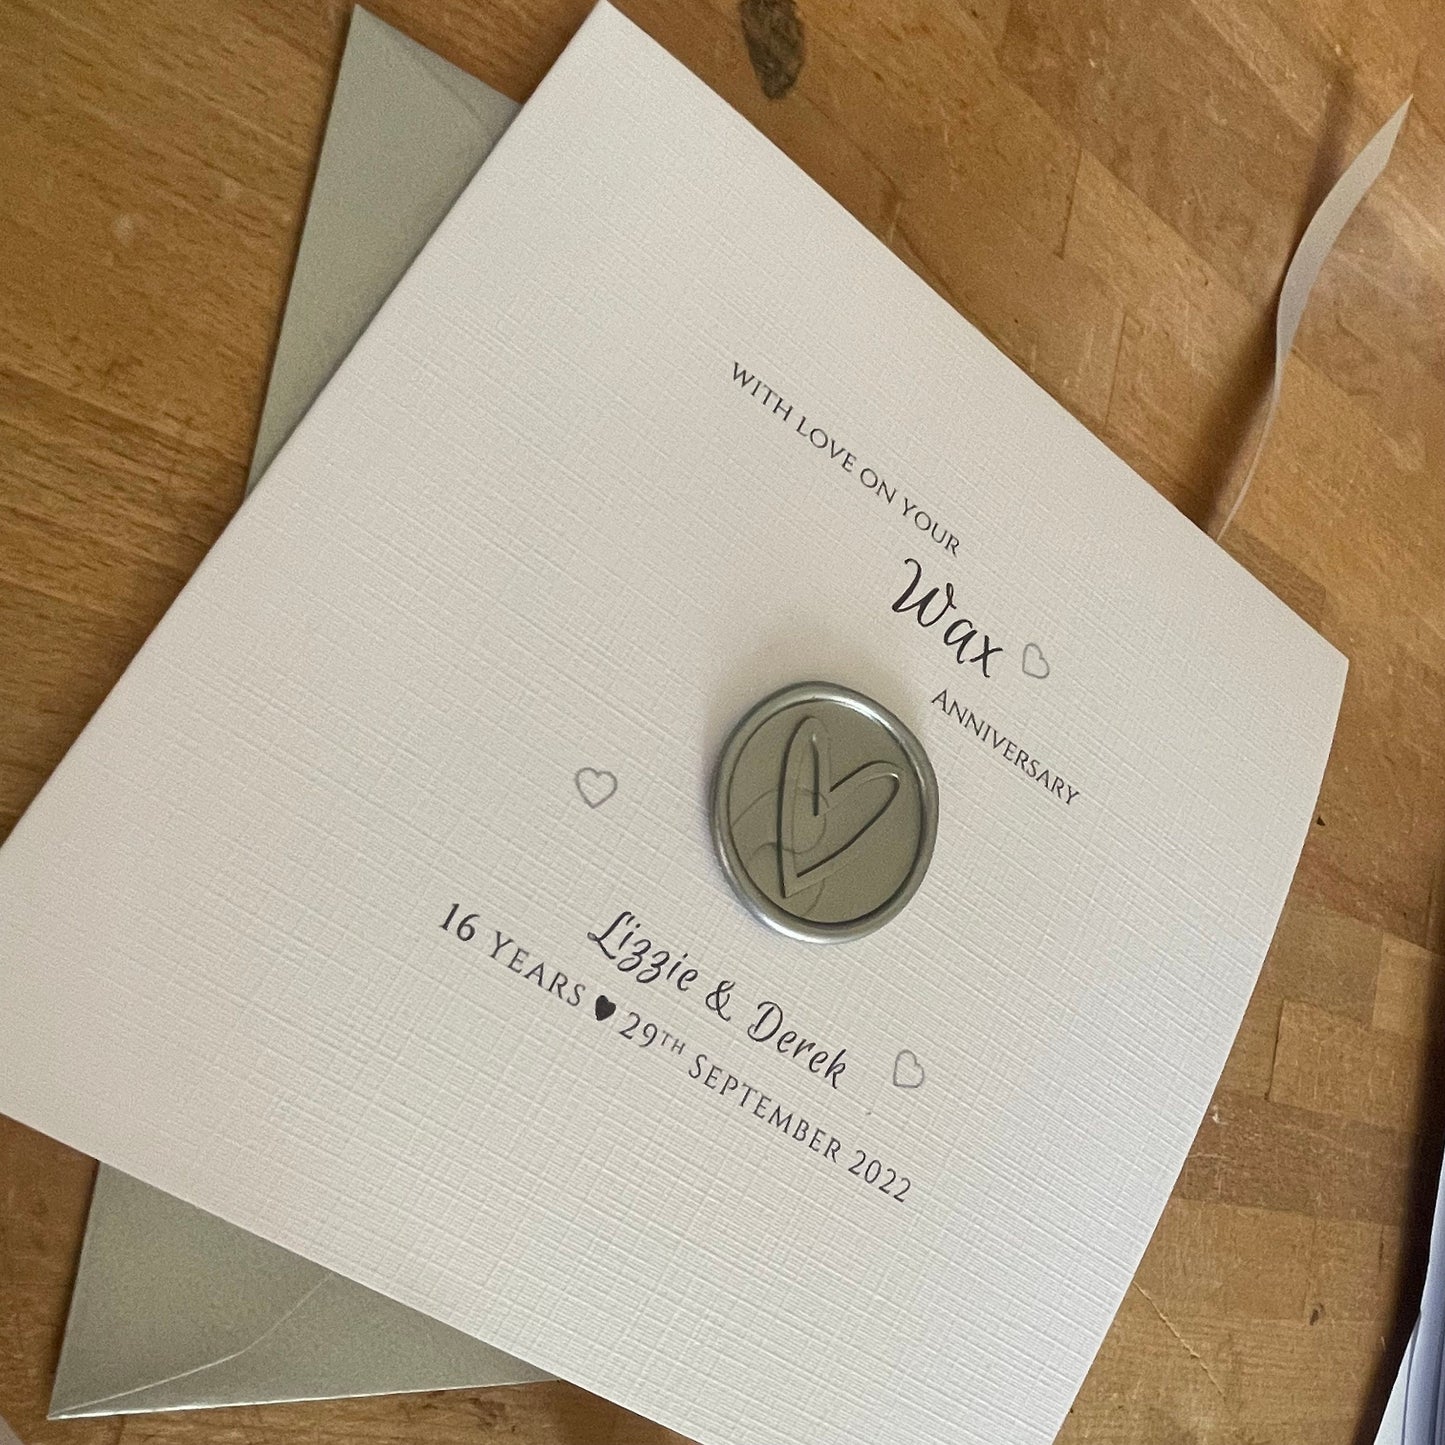 WITH LOVE ON YOUR
Wax
ANNIVERSARY
Lizzie & Derek
16 YEARS ♥ 29TH SEPTEMBER 2022